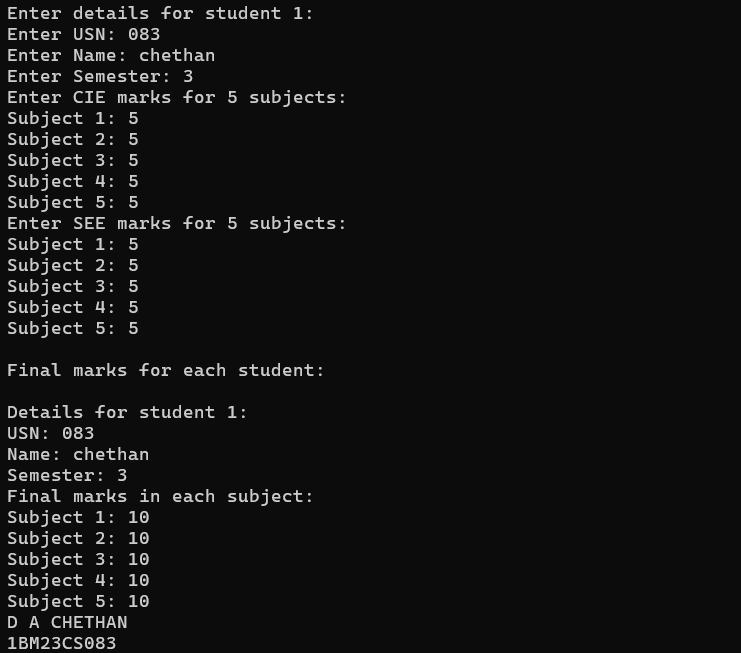 Enter details for student 1:
Enter USN: 083
Enter Name: chethan
Enter Semester: 3
Enter CIE marks for 5 subjects:
Subject 1: 5
Subject 2: 5
Subject 3: 5
Subject 4: 5
Subject 5: 5
Enter SEE marks for 5 subjects:
Subject 1: 5
Subject 2: 5
Subject 3: 5
Subject 4: 5
Subject 5: 5
Final marks for each student:
Details for student 1:
USN: 083
Name: chethan
Semester: 3
Final marks in each subject:
Subject 1: 10
Subject 2: 10
Subject 3: 10
Subject 4: 10
Subject 5: 10
D A CHETHAN
1BM23CS083